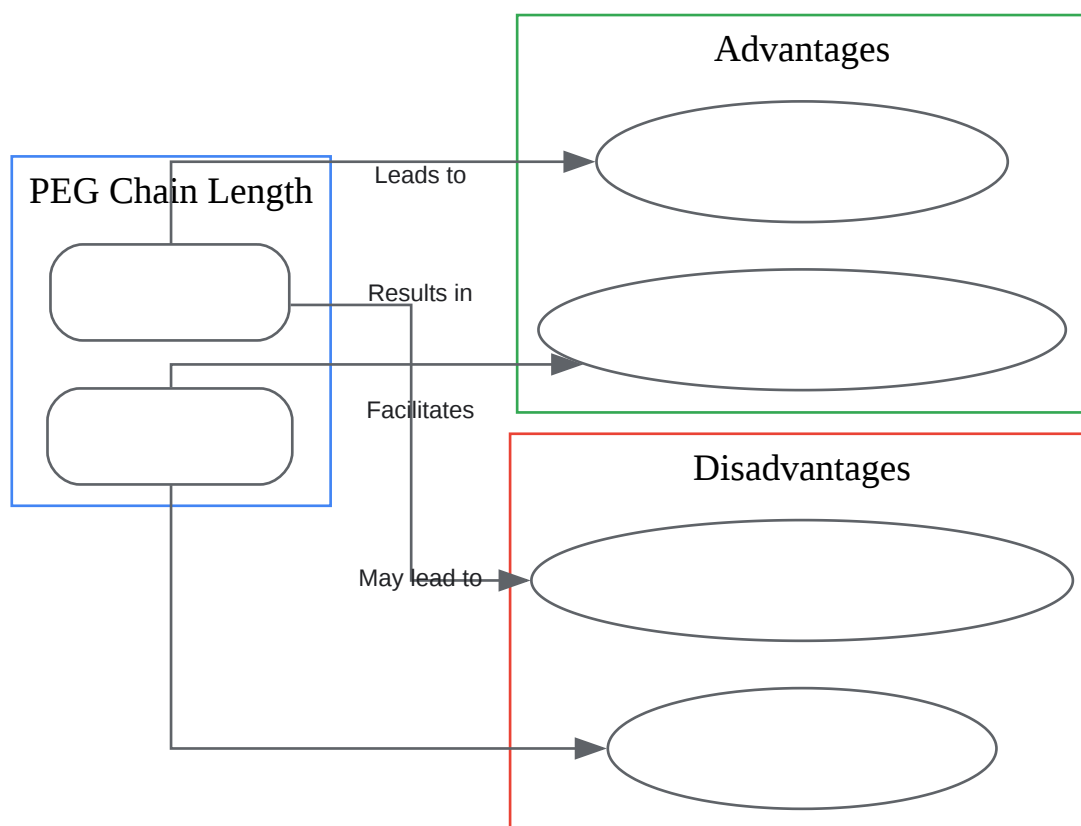 Advantages
Leads to
PEG Chain Length
Results in
Facilitates
Disadvantages
May lead to